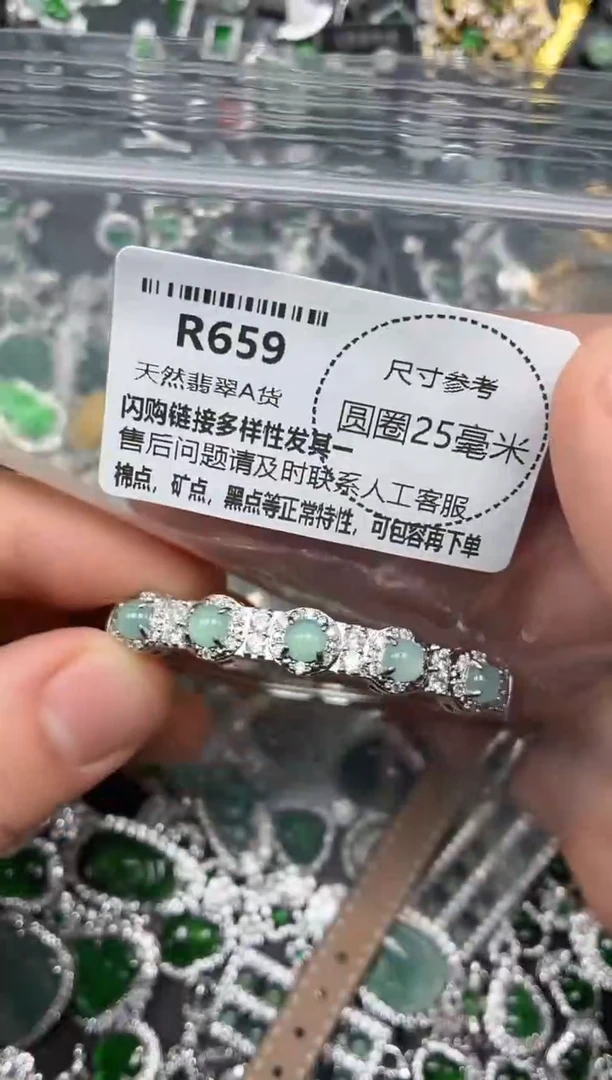 R659
天然翡翠A货
闪购链接多样性发其一
售后问题请及时联系人工客服
棉点，矿点，黑点等正常特性，可包容再下单
尺寸参考
圆圈25毫米